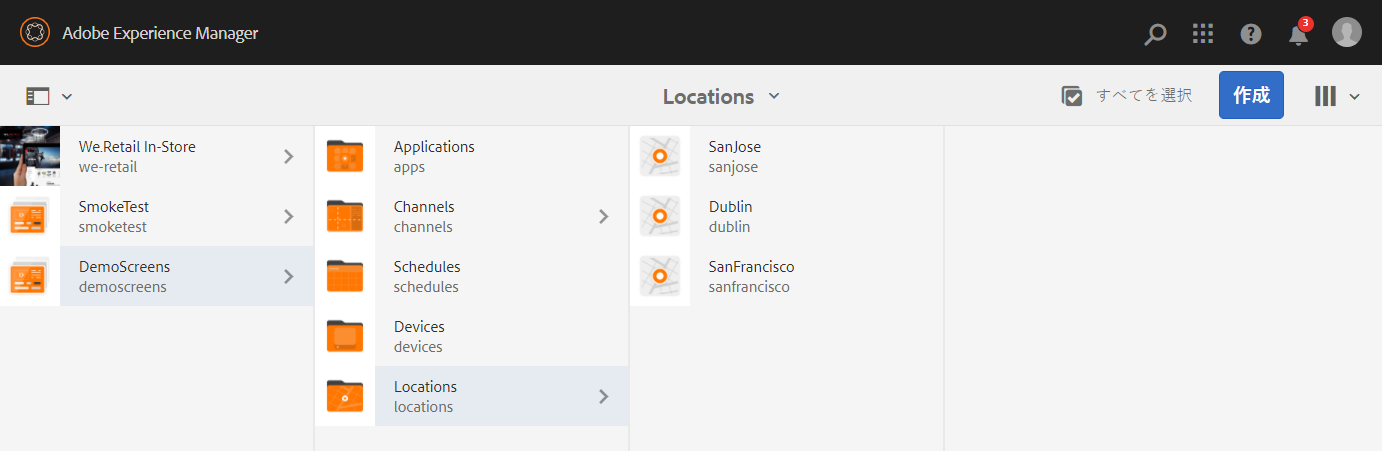 Adobe Experience Manager
3
Locations
すべてを選択
作成
We.Retail In-Store
we-retail
SmokeTest
smoketest
DemoScreens
demoscreens
Applications
apps
Channels
channels
Schedules
schedules
Devices
devices
Locations
locations
SanJose
sanjose
Dublin
dublin
SanFrancisco
sanfrancisco